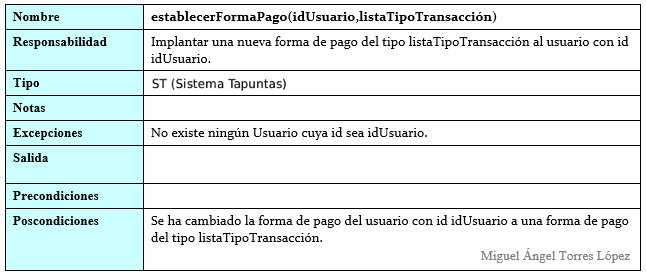 Nombre establecerFormaPago(idUsuario,listaTipoTransacción)
Responsabilidad Implantar una nueva forma de pago del tipo listaTipoTransacción al usuario con id
idUsuario.
Tipo ST (Sistema Tapuntas)
Notas
Excepciones No existe ningún Usuario cuya id sea idUsuario.
Salida
Precondiciones
Poscondiciones Se ha cambiado la forma de pago del usuario con id idUsuario a una forma de pago
del tipo listaTipoTransacción.
Miguel Ángel Torres López